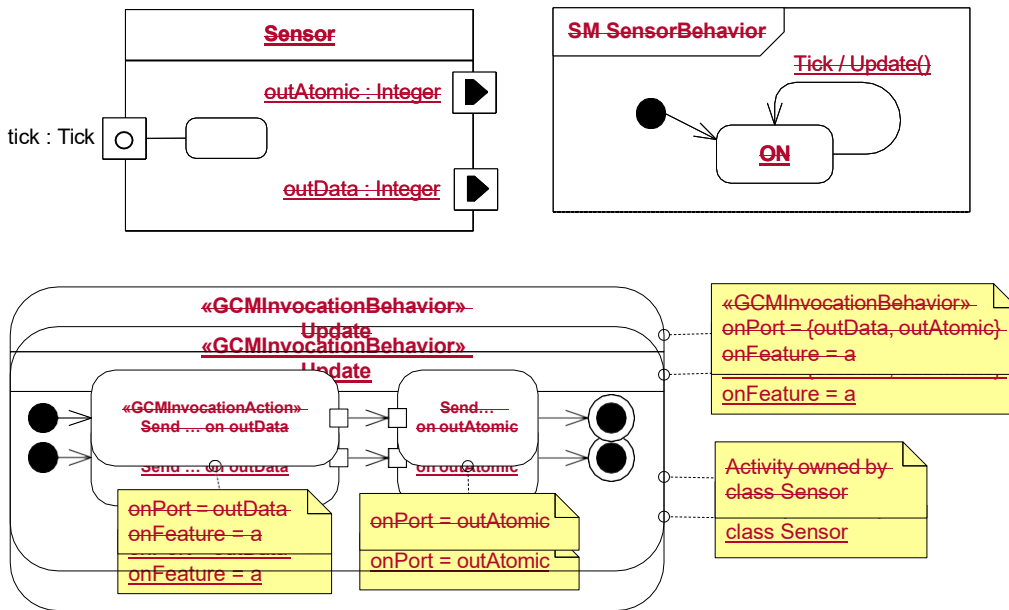 Sensor
outAtomic : Integer
tick : Tick
outData : Integer
SM SensorBehavior
Tick / Update()
ON
«GCMInvocationBehavior»
Update
«GCMInvocationBehavior»
Update
«GCMInvocationAction»
Send ... on outData
Send…
on outAtomic
Send ... on outData
on outAtomic
onPort = outData
onFeature = a
onFeature = a
onPort = outAtomic
onPort = outAtomic
«GCMInvocationBehavior»
onPort = {outData, outAtomic}
onFeature = a
onFeature = a
Activity owned by
class Sensor
class Sensor